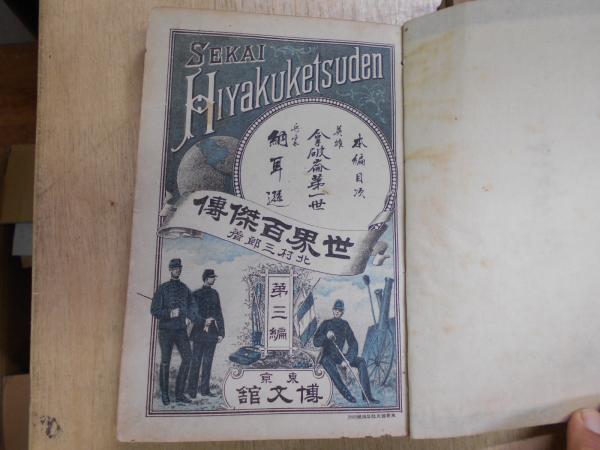 SEKAI
HIYAKUKETSUDEN
本編目次
英雄
拿破崙第一世
兵家
納耳遜
世界百傑傳
北村三郎著
第三編
東京
博文館